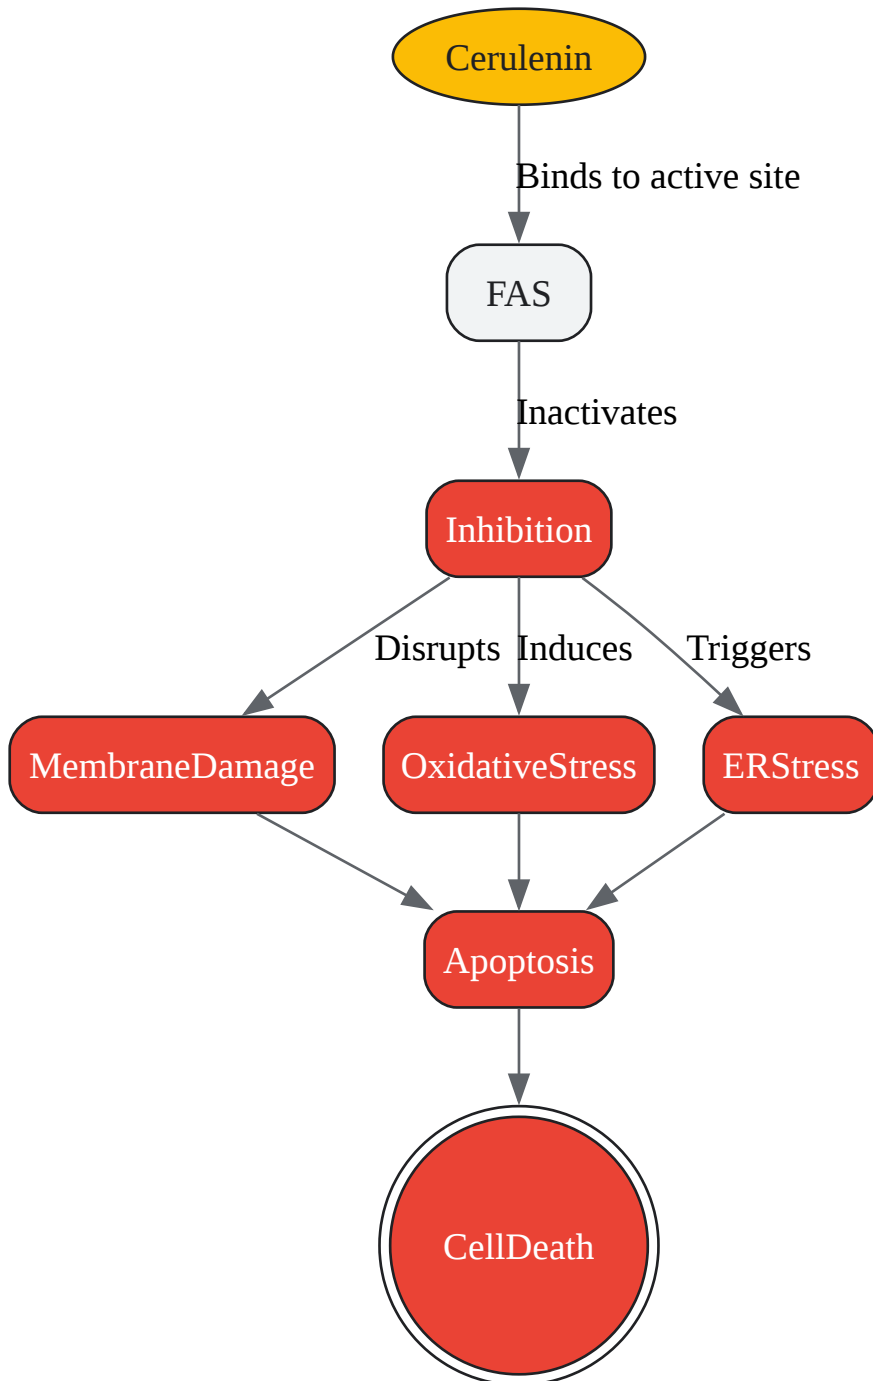 Cerulenin
Binds to active site
FAS
Inactivates
Inhibition
Disrupts
Induces
Triggers
MembraneDamage
OxidativeStress
ERStress
Apoptosis
CellDeath